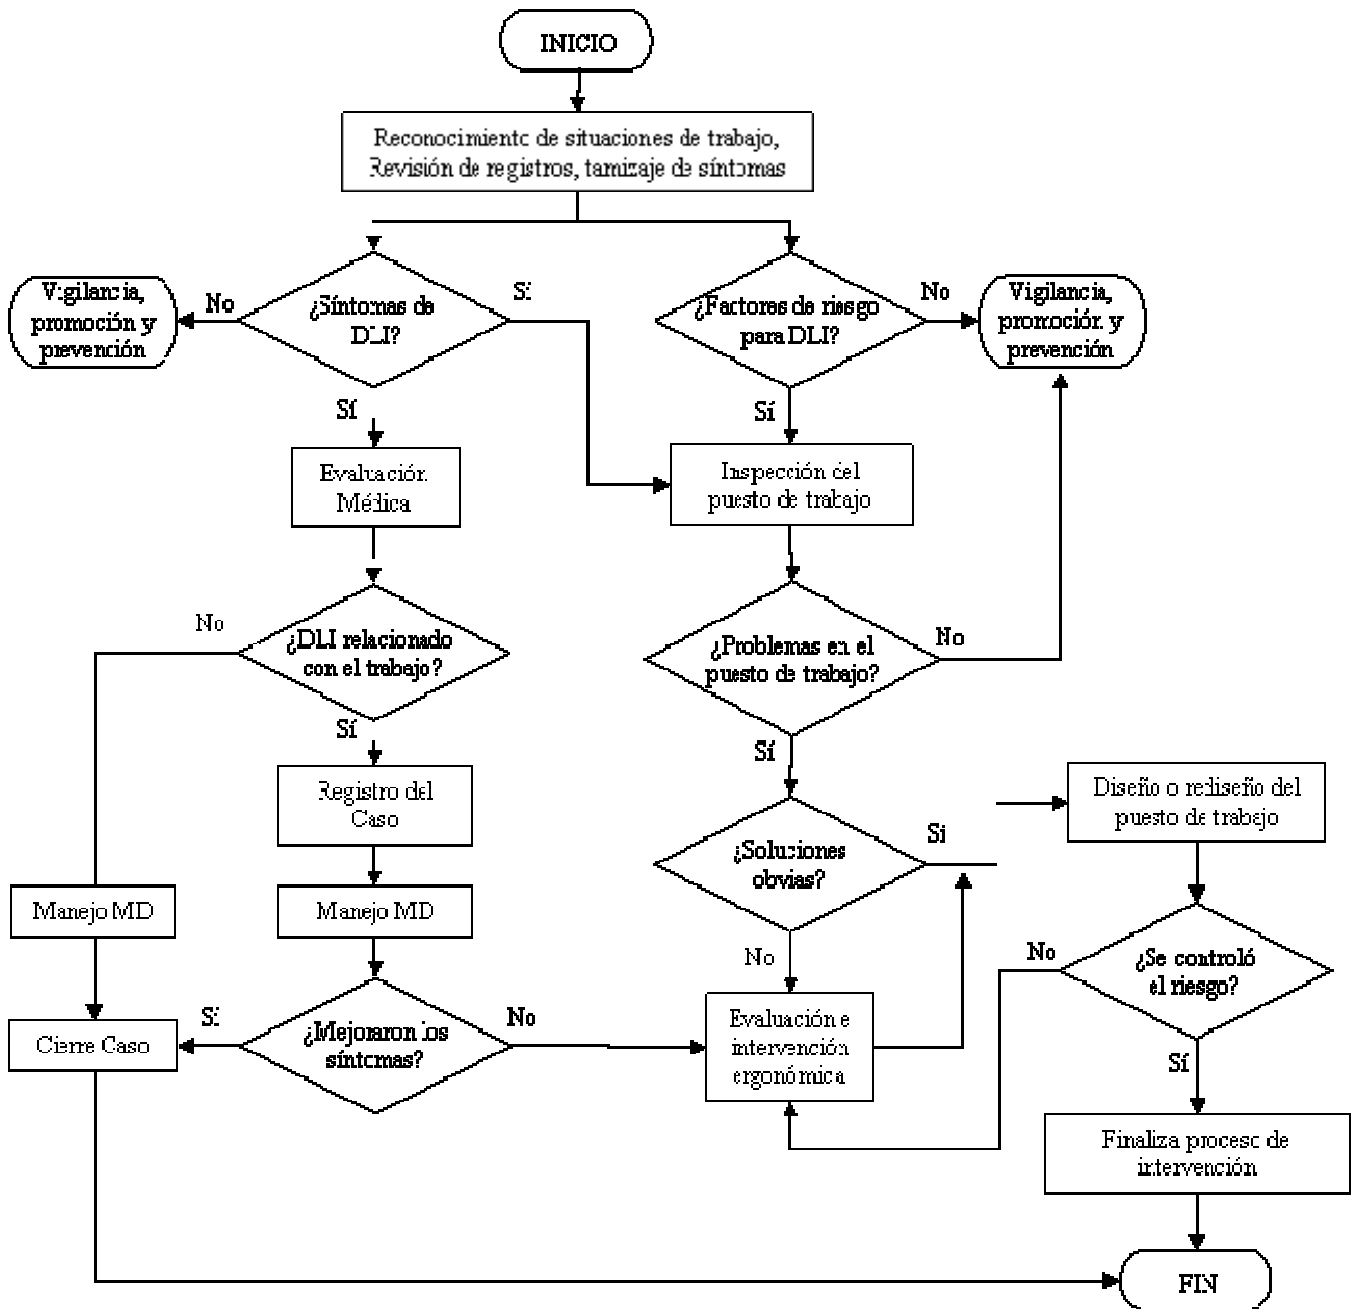 INICIO
Reconocimiento de situaciones de trabajo,
Revisión de registros, tamizaje de síntomas
Vigilancia,
promoción y
prevención
No
¿Síntomas de
DLI?
Sí
¿Factores de riesgo
para DLI?
No
Vigilancia,
promoción y
prevención
Sí
Sí
Evaluación
Médica
Inspección del
puesto de trabajo
No
¿DLI relacionado
con el trabajo?
¿Problemas en el
puesto de trabajo?
No
Sí
Sí
Registro del
Caso
Diseño o rediseño del
puesto de trabajo
¿Soluciones
obvias?
Si
Manejo MD
Manejo MD
No
No
¿Se controló
el riesgo?
Cierre Caso
Sí
¿Mejoraron los
síntomas?
No
Evaluación e
intervención
ergonómica
Sí
Finaliza proceso de
intervención
FIN